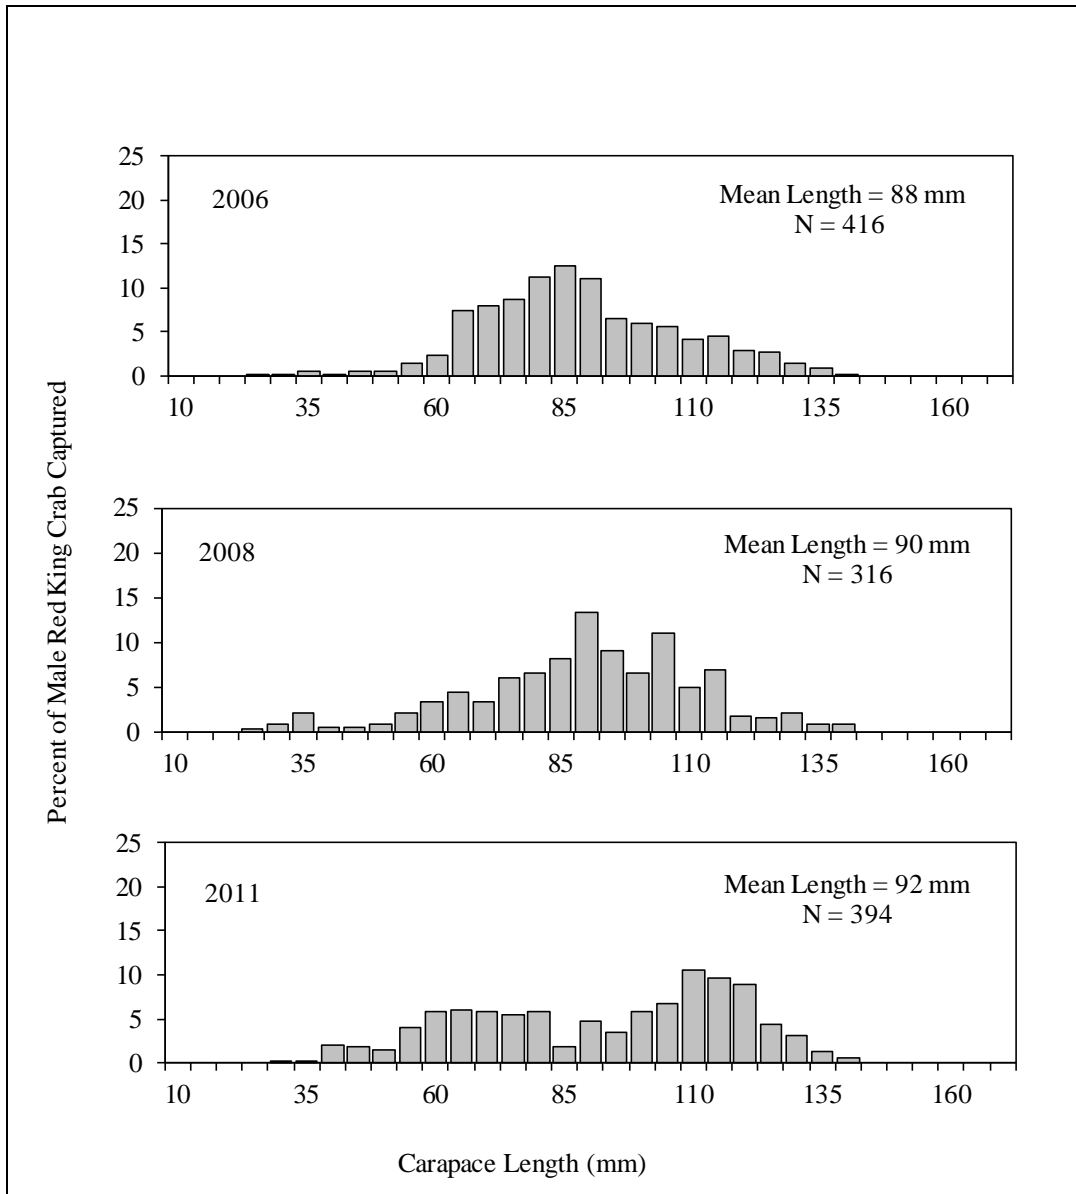 Percent of Male Red King Crab Captured
25
20
15
10
5
0
2006
Mean Length = 88 mm
N = 416
10 35 60 85 110 135 160
25
20
15
10
5
0
2008
Mean Length = 90 mm
N = 316
10 35 60 85 110 135 160
25
20
15
10
5
0
2011
Mean Length = 92 mm
N = 394
10 35 60 85 110 135 160
Carapace Length (mm)